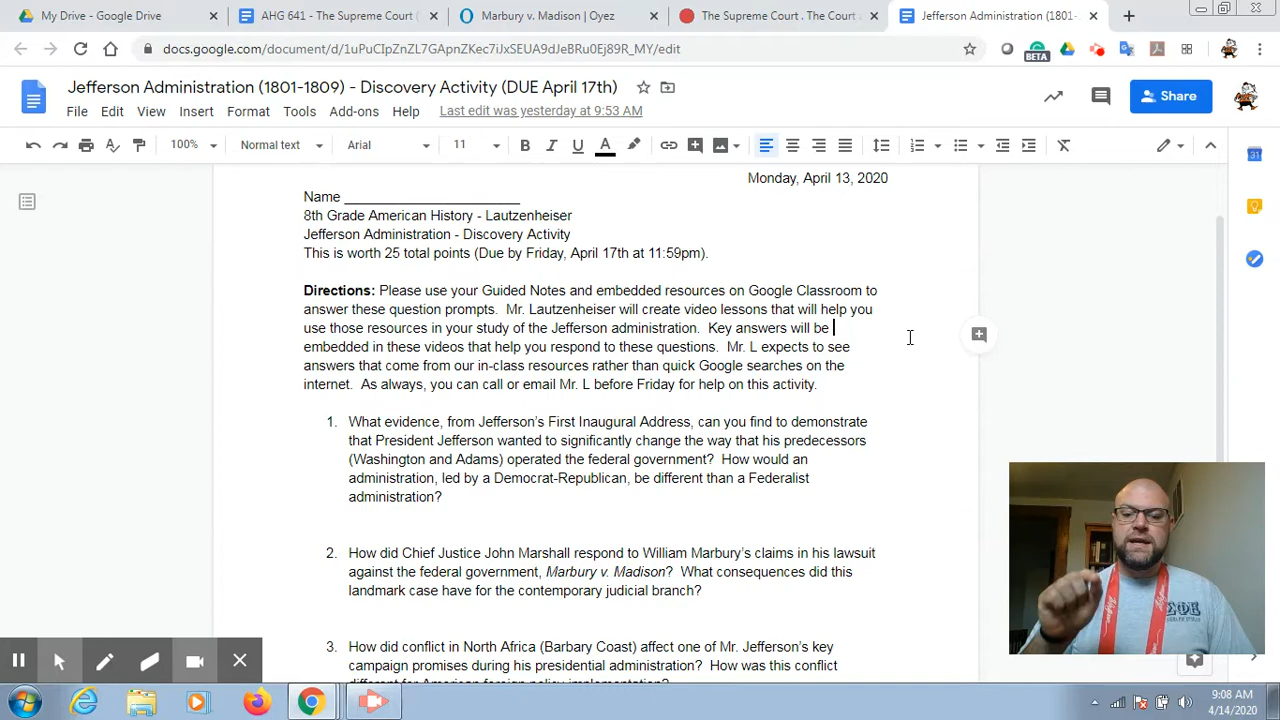 My Drive - Google Drive
AHG 641 - The Supreme Court (
Marbury v. Madison | Oyez
The Supreme Court . The Court
Jefferson Administration (1801-
docs.google.com/document/d/1uPuCIpZnZL7GApnZKec7iJxSEUA9dJeBRu0Ej89R_MY/edit
BETA
Jefferson Administration (1801-1809) - Discovery Activity (DUE April 17th)
File Edit View Insert Format Tools Add-ons Help Last edit was yesterday at 9:53 AM
Share
100% Normal text Arial 11 B I U A
31
Monday, April 13, 2020
Name ______________________
8th Grade American History - Lautzenheiser
Jefferson Administration - Discovery Activity
This is worth 25 total points (Due by Friday, April 17th at 11:59pm).
Directions: Please use your Guided Notes and embedded resources on Google Classroom to
answer these question prompts. Mr. Lautzenheiser will create video lessons that will help you
use those resources in your study of the Jefferson administration. Key answers will be
embedded in these videos that help you respond to these questions. Mr. L expects to see
answers that come from our in-class resources rather than quick Google searches on the
internet. As always, you can call or email Mr. L before Friday for help on this activity.
1. What evidence, from Jefferson's First Inaugural Address, can you find to demonstrate
that President Jefferson wanted to significantly change the way that his predecessors
(Washington and Adams) operated the federal government? How would an
administration, led by a Democrat-Republican, be different than a Federalist
administration?
2. How did Chief Justice John Marshall respond to William Marbury's claims in his lawsuit
against the federal government, Marbury v. Madison? What consequences did this
landmark case have for the contemporary judicial branch?
3. How did conflict in North Africa (Barbary Coast) affect one of Mr. Jefferson's key
campaign promises during his presidential administration? How was this conflict
different for American foreign policy implementation?
ΣΦΕ
9:08 AM
4/14/2020